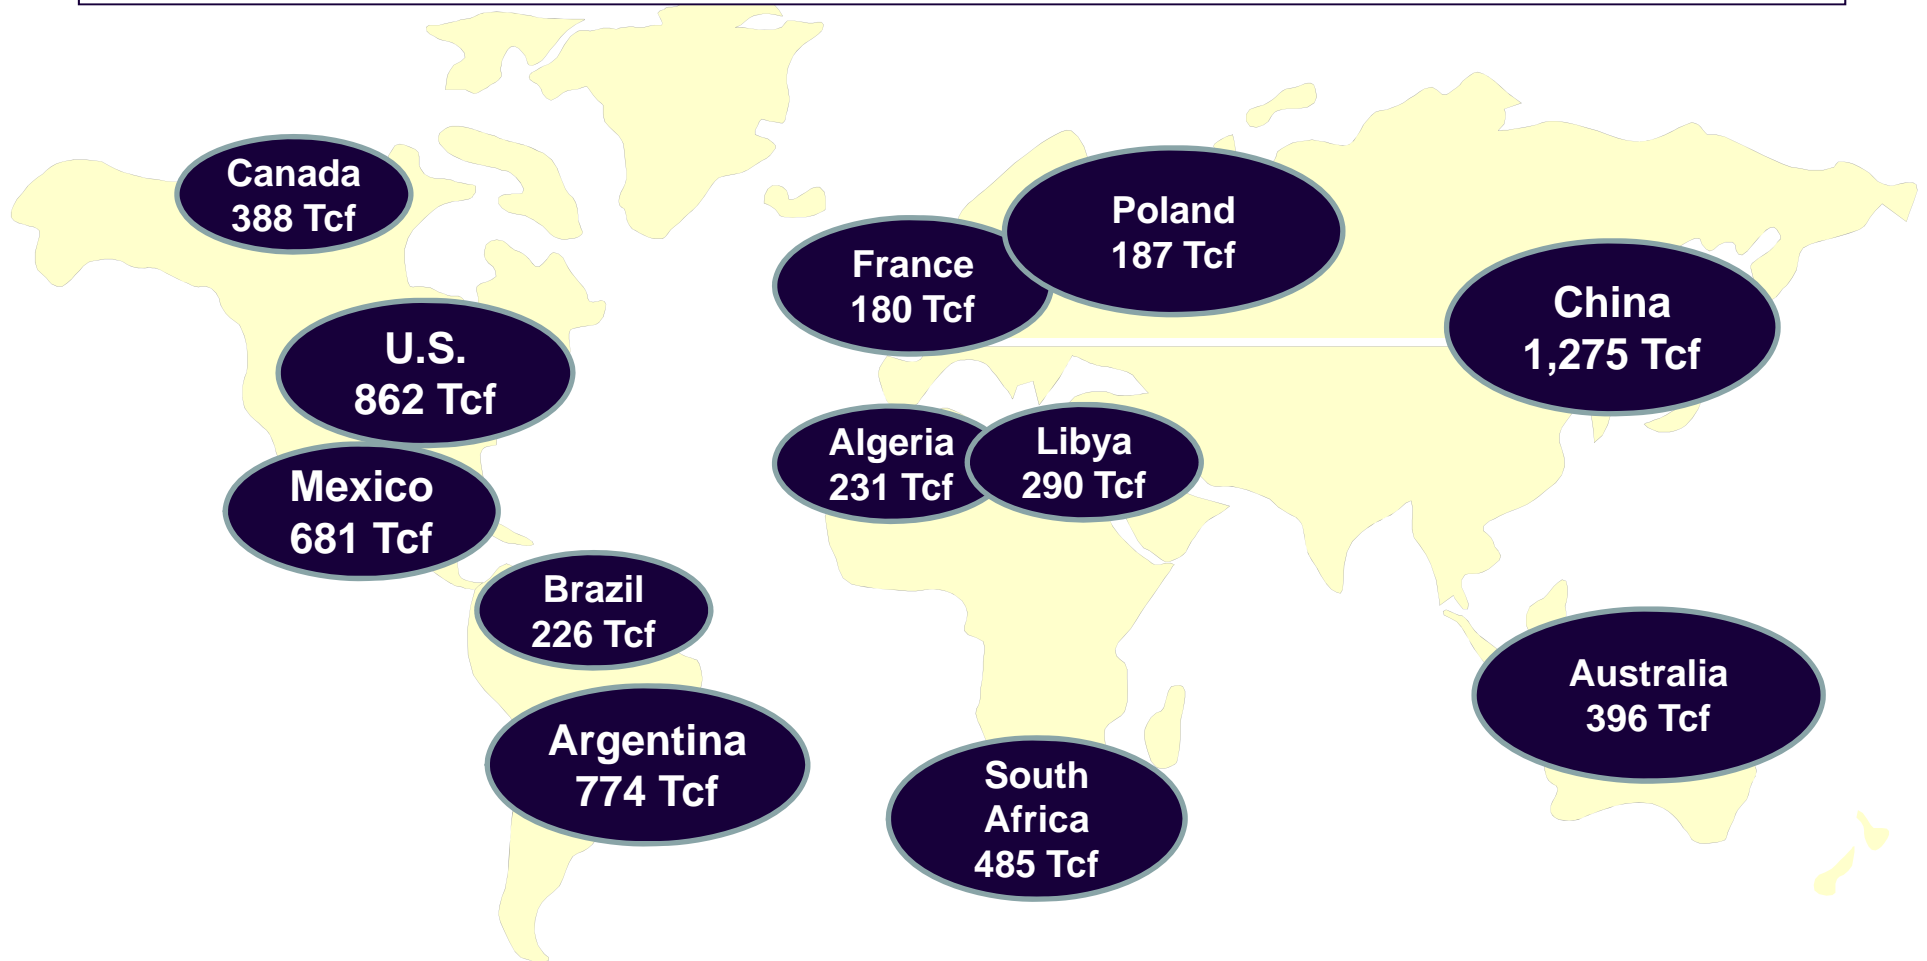 Canada
388 Tcf
Poland
187 Tcf
France
180 Tcf
China
1,275 Tcf
U.S.
862 Tcf
Algeria
231 Tcf
Libya
290 Tcf
Mexico
681 Tcf
Brazil
226 Tcf
Australia
396 Tcf
Argentina
774 Tcf
South
Africa
485 Tcf